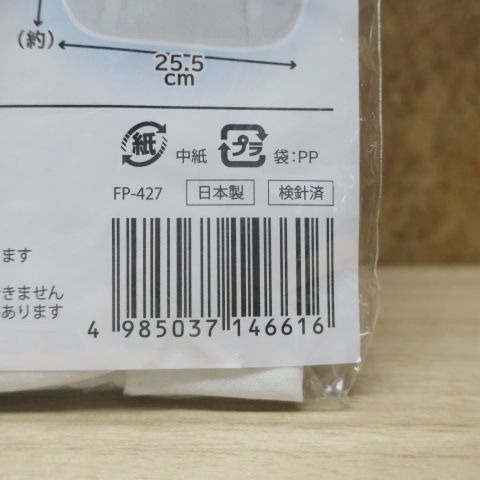 (約)
25.5
cm
紙 中紙 プラ 袋:PP
FP-427 日本製 検針済
ます
きません
あります
4 985037 146616